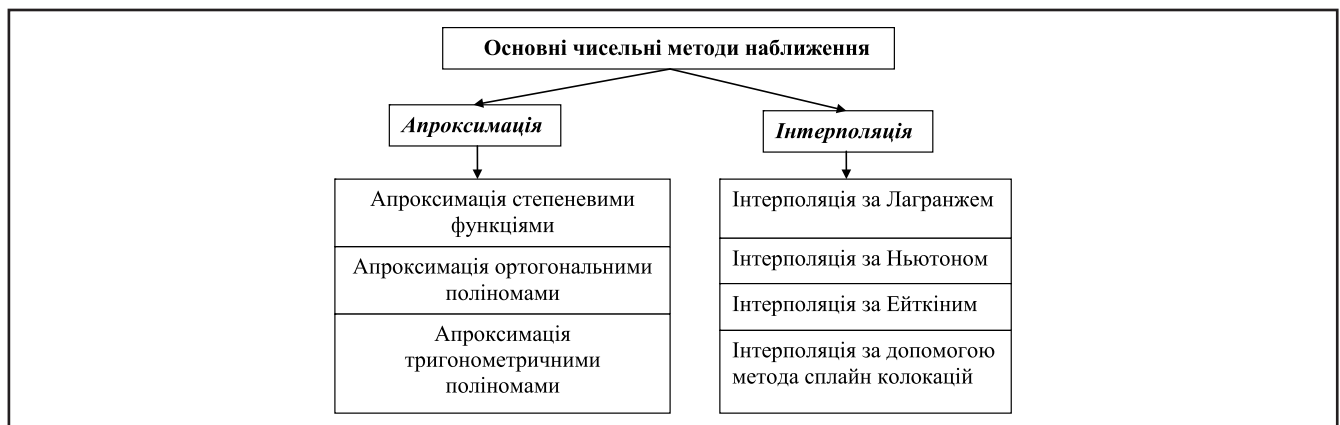 Основні чисельні методи наближення
Апроксимація
Інтерполяція
Апроксимація степеневими
функціями
Апроксимація ортогональними
поліномами
Апроксимація
тригонометричними
поліномами
Інтерполяція за Лагранжем
Інтерполяція за Ньютоном
Інтерполяція за Ейткіним
Інтерполяція за допомогою
метода сплайн колокацій